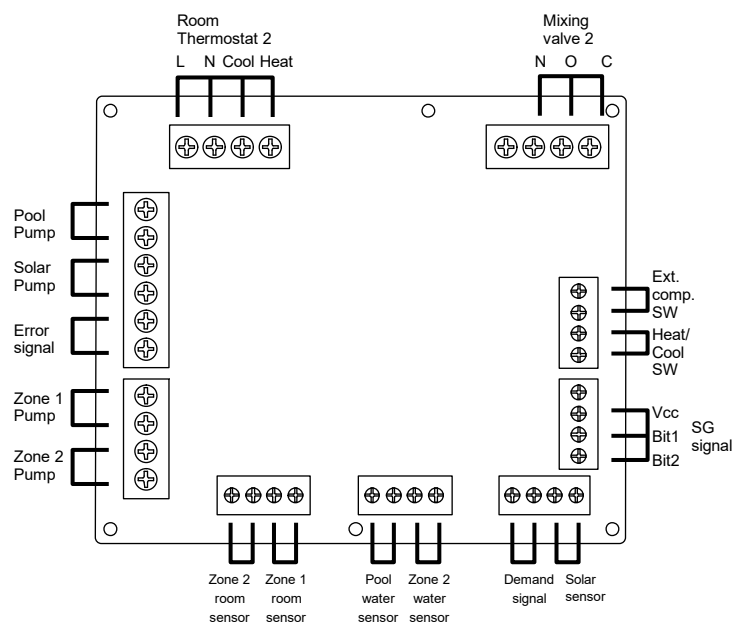 Room
Thermostat 2
L N Cool Heat
Mixing
valve 2
N O C
Pool
Pump
Solar
Pump
Error
signal
Zone 1
Pump
Zone 2
Pump
Ext.
comp.
SW
Heat/
Cool
SW
Vcc
Bit1
Bit2
SG
signal
Zone 2
room
sensor
Zone 1
room
sensor
Pool
water
sensor
Zone 2
water
sensor
Demand
signal
Solar
sensor